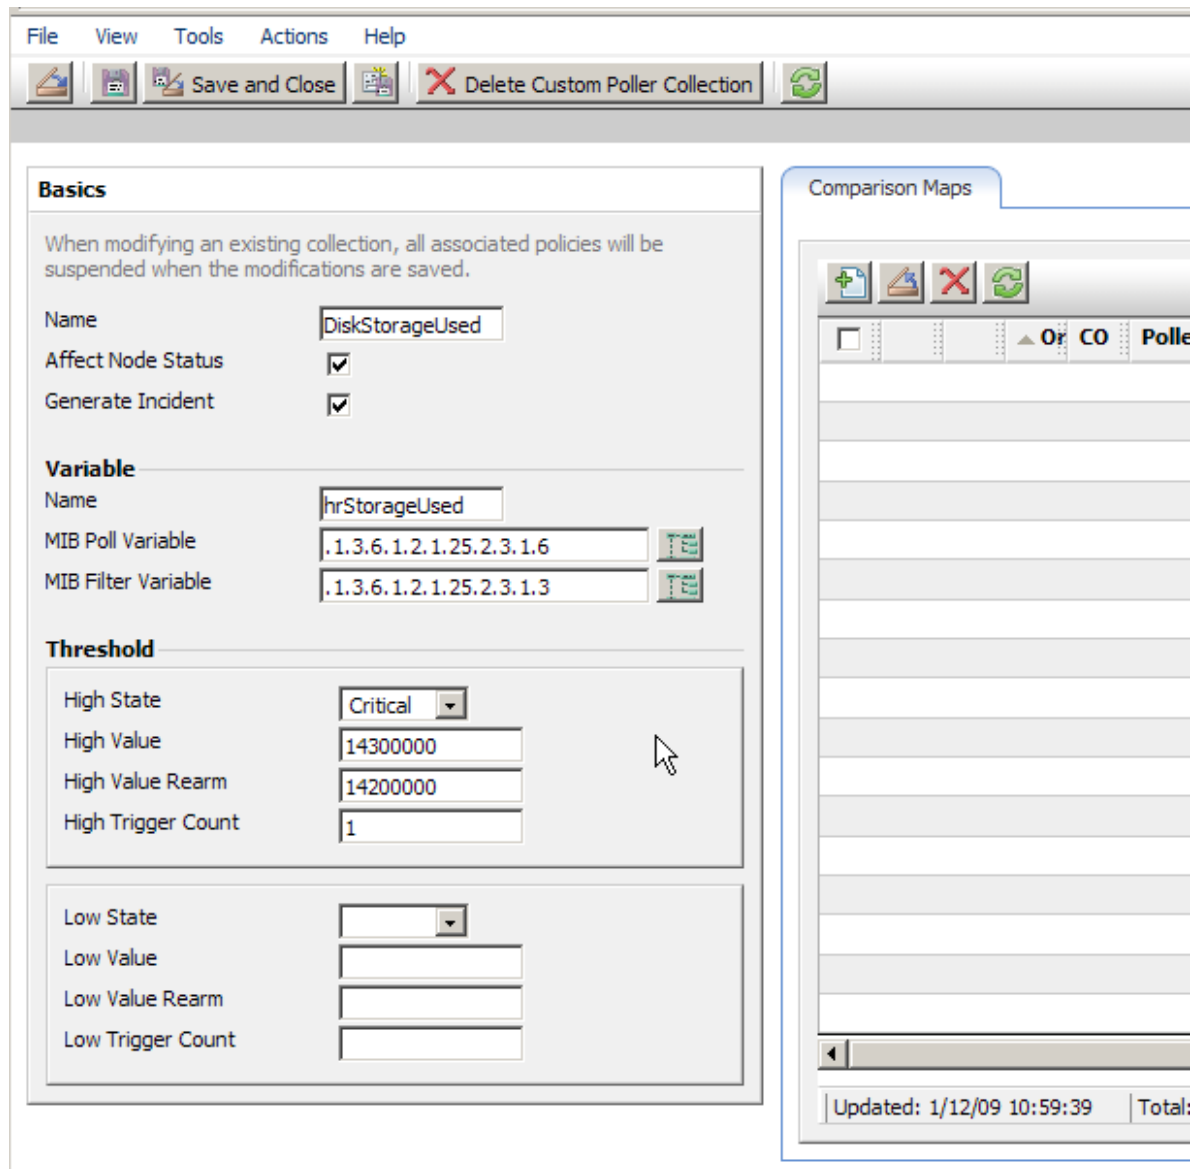 File View Tools Actions Help
Save and Close Delete Custom Poller Collection
Basics
When modifying an existing collection, all associated policies will be
suspended when the modifications are saved.
Name DiskStorageUsed
Affect Node Status
Generate Incident
Variable
Name hrStorageUsed
MIB Poll Variable .1.3.6.1.2.1.25.2.3.1.6
MIB Filter Variable .1.3.6.1.2.1.25.2.3.1.3
Threshold
High State Critical
High Value 14300000
High Value Rearm 14200000
High Trigger Count 1
Low State
Low Value
Low Value Rearm
Low Trigger Count
Comparison Maps
Or CO Polle
Updated: 1/12/09 10:59:39 Total: